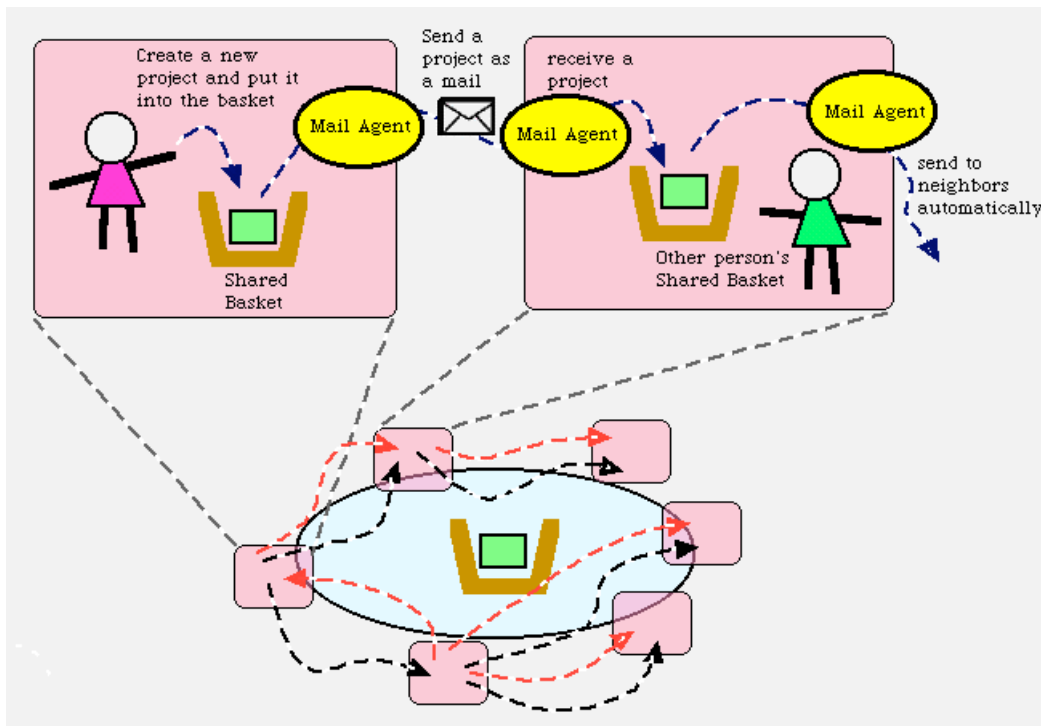 Create a new
project and put it
into the basket
Mail Agent
Shared
Basket
Send a
project as
a mail
receive a
project
Mail Agent
Other person's
Shared Basket
Mail Agent
send to
neighbors
automatically